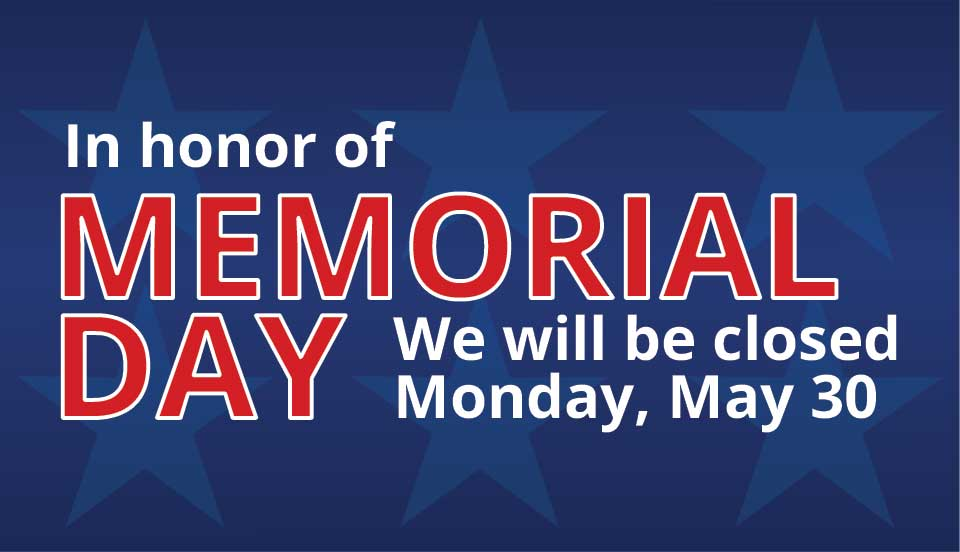 In honor of
MEMORIAL
DAY
We will be closed
Monday, May 30